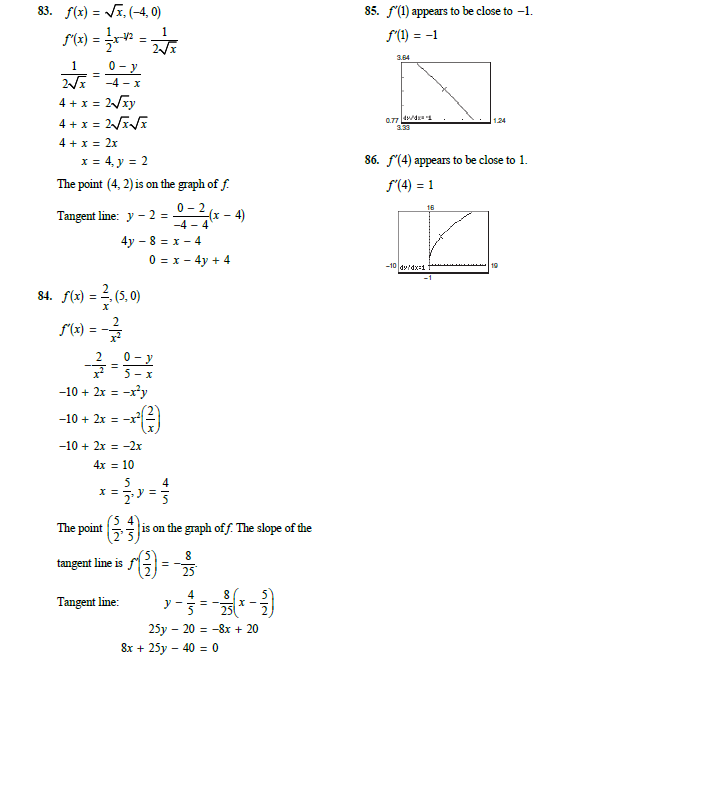 83. f(x) = √x, (−4, 0)
f′(x) = 1/2 x^(−1/2) = 1/(2√x)
1/(2√x) = (0 − y)/(−4 − x)
4 + x = 2√xy
4 + x = 2√x√x
4 + x = 2x
x = 4, y = 2
The point (4, 2) is on the graph of f.
Tangent line: y − 2 = (0 − 2)/(−4 − 4)(x − 4)
4y − 8 = x − 4
0 = x − 4y + 4
84. f(x) = 2/x, (5, 0)
f′(x) = −2/x²
−2/x² = (0 − y)/(5 − x)
−10 + 2x = −x²y
−10 + 2x = −x²(2/x)
−10 + 2x = −2x
4x = 10
x = 5/2, y = 4/5
The point (5/2, 4/5) is on the graph of f. The slope of the
tangent line is f′(5/2) = −8/25.
Tangent line: y − 4/5 = −8/25(x − 5/2)
25y − 20 = −8x + 20
8x + 25y − 40 = 0
85. f′(1) appears to be close to −1.
f′(1) = −1
3.64
0.77 dy/dx=-1 1.24
3.33
86. f′(4) appears to be close to 1.
f′(4) = 1
16
−10 dy/dx=1 19
−1